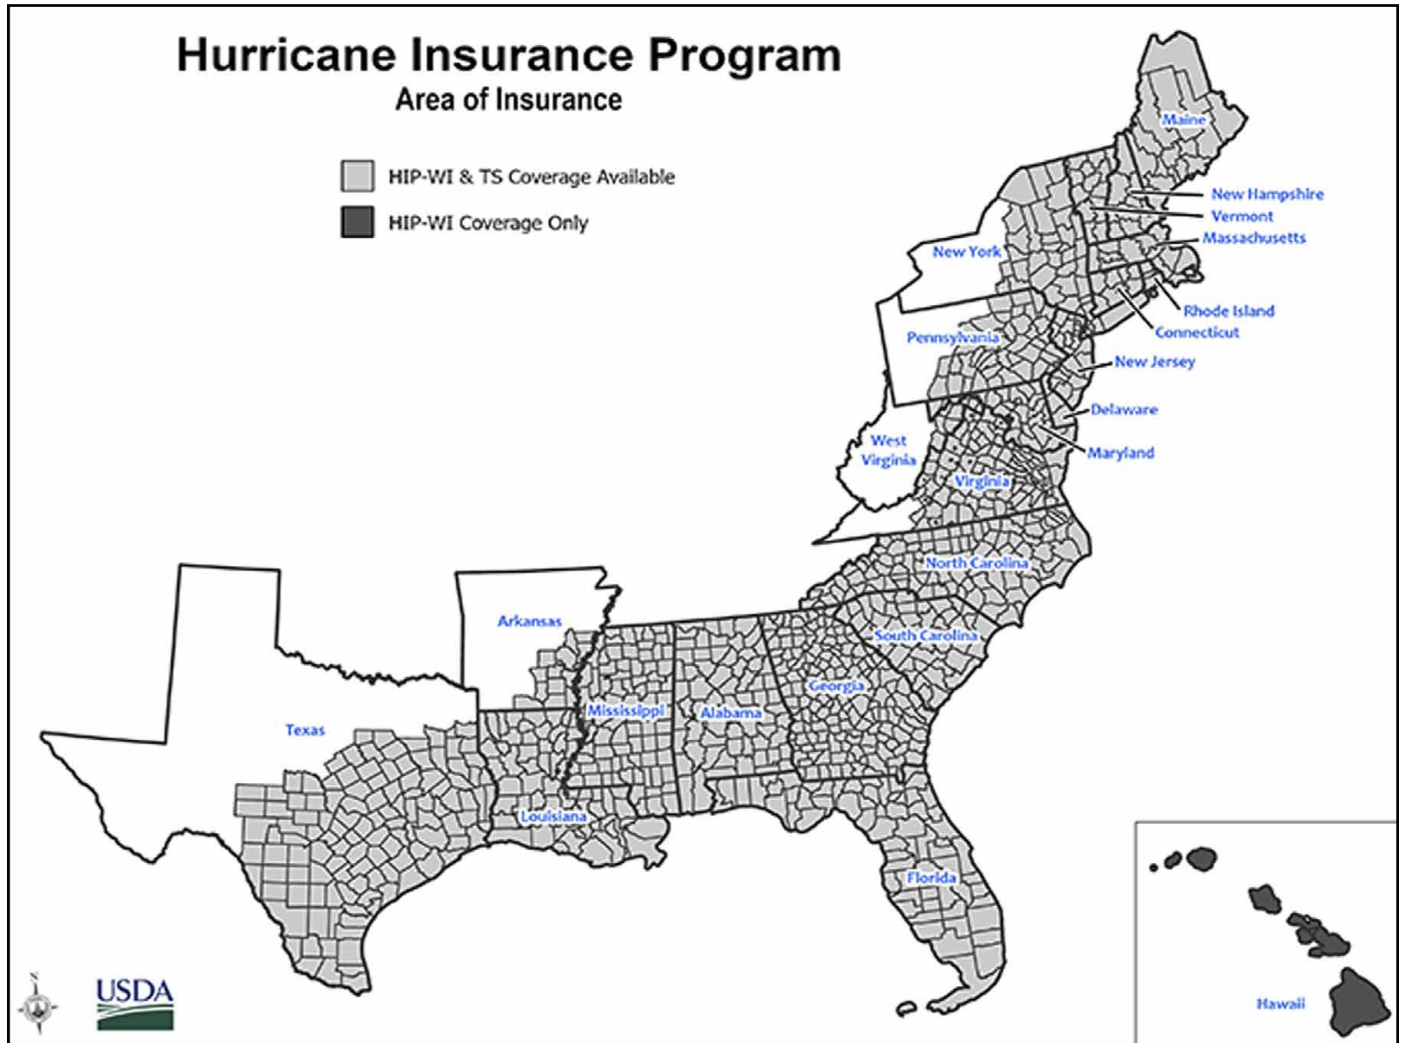 Hurricane Insurance Program
Area of Insurance
HIP-WI & TS Coverage Available
HIP-WI Coverage Only
Maine
New Hampshire
Vermont
Massachusetts
New York
Rhode Island
Connecticut
Pennsylvania
New Jersey
Delaware
West
Virginia
Maryland
Virginia
North Carolina
Arkansas
South Carolina
Georgia
Mississippi
Alabama
Texas
Louisiana
Florida
N
USDA
Hawaii